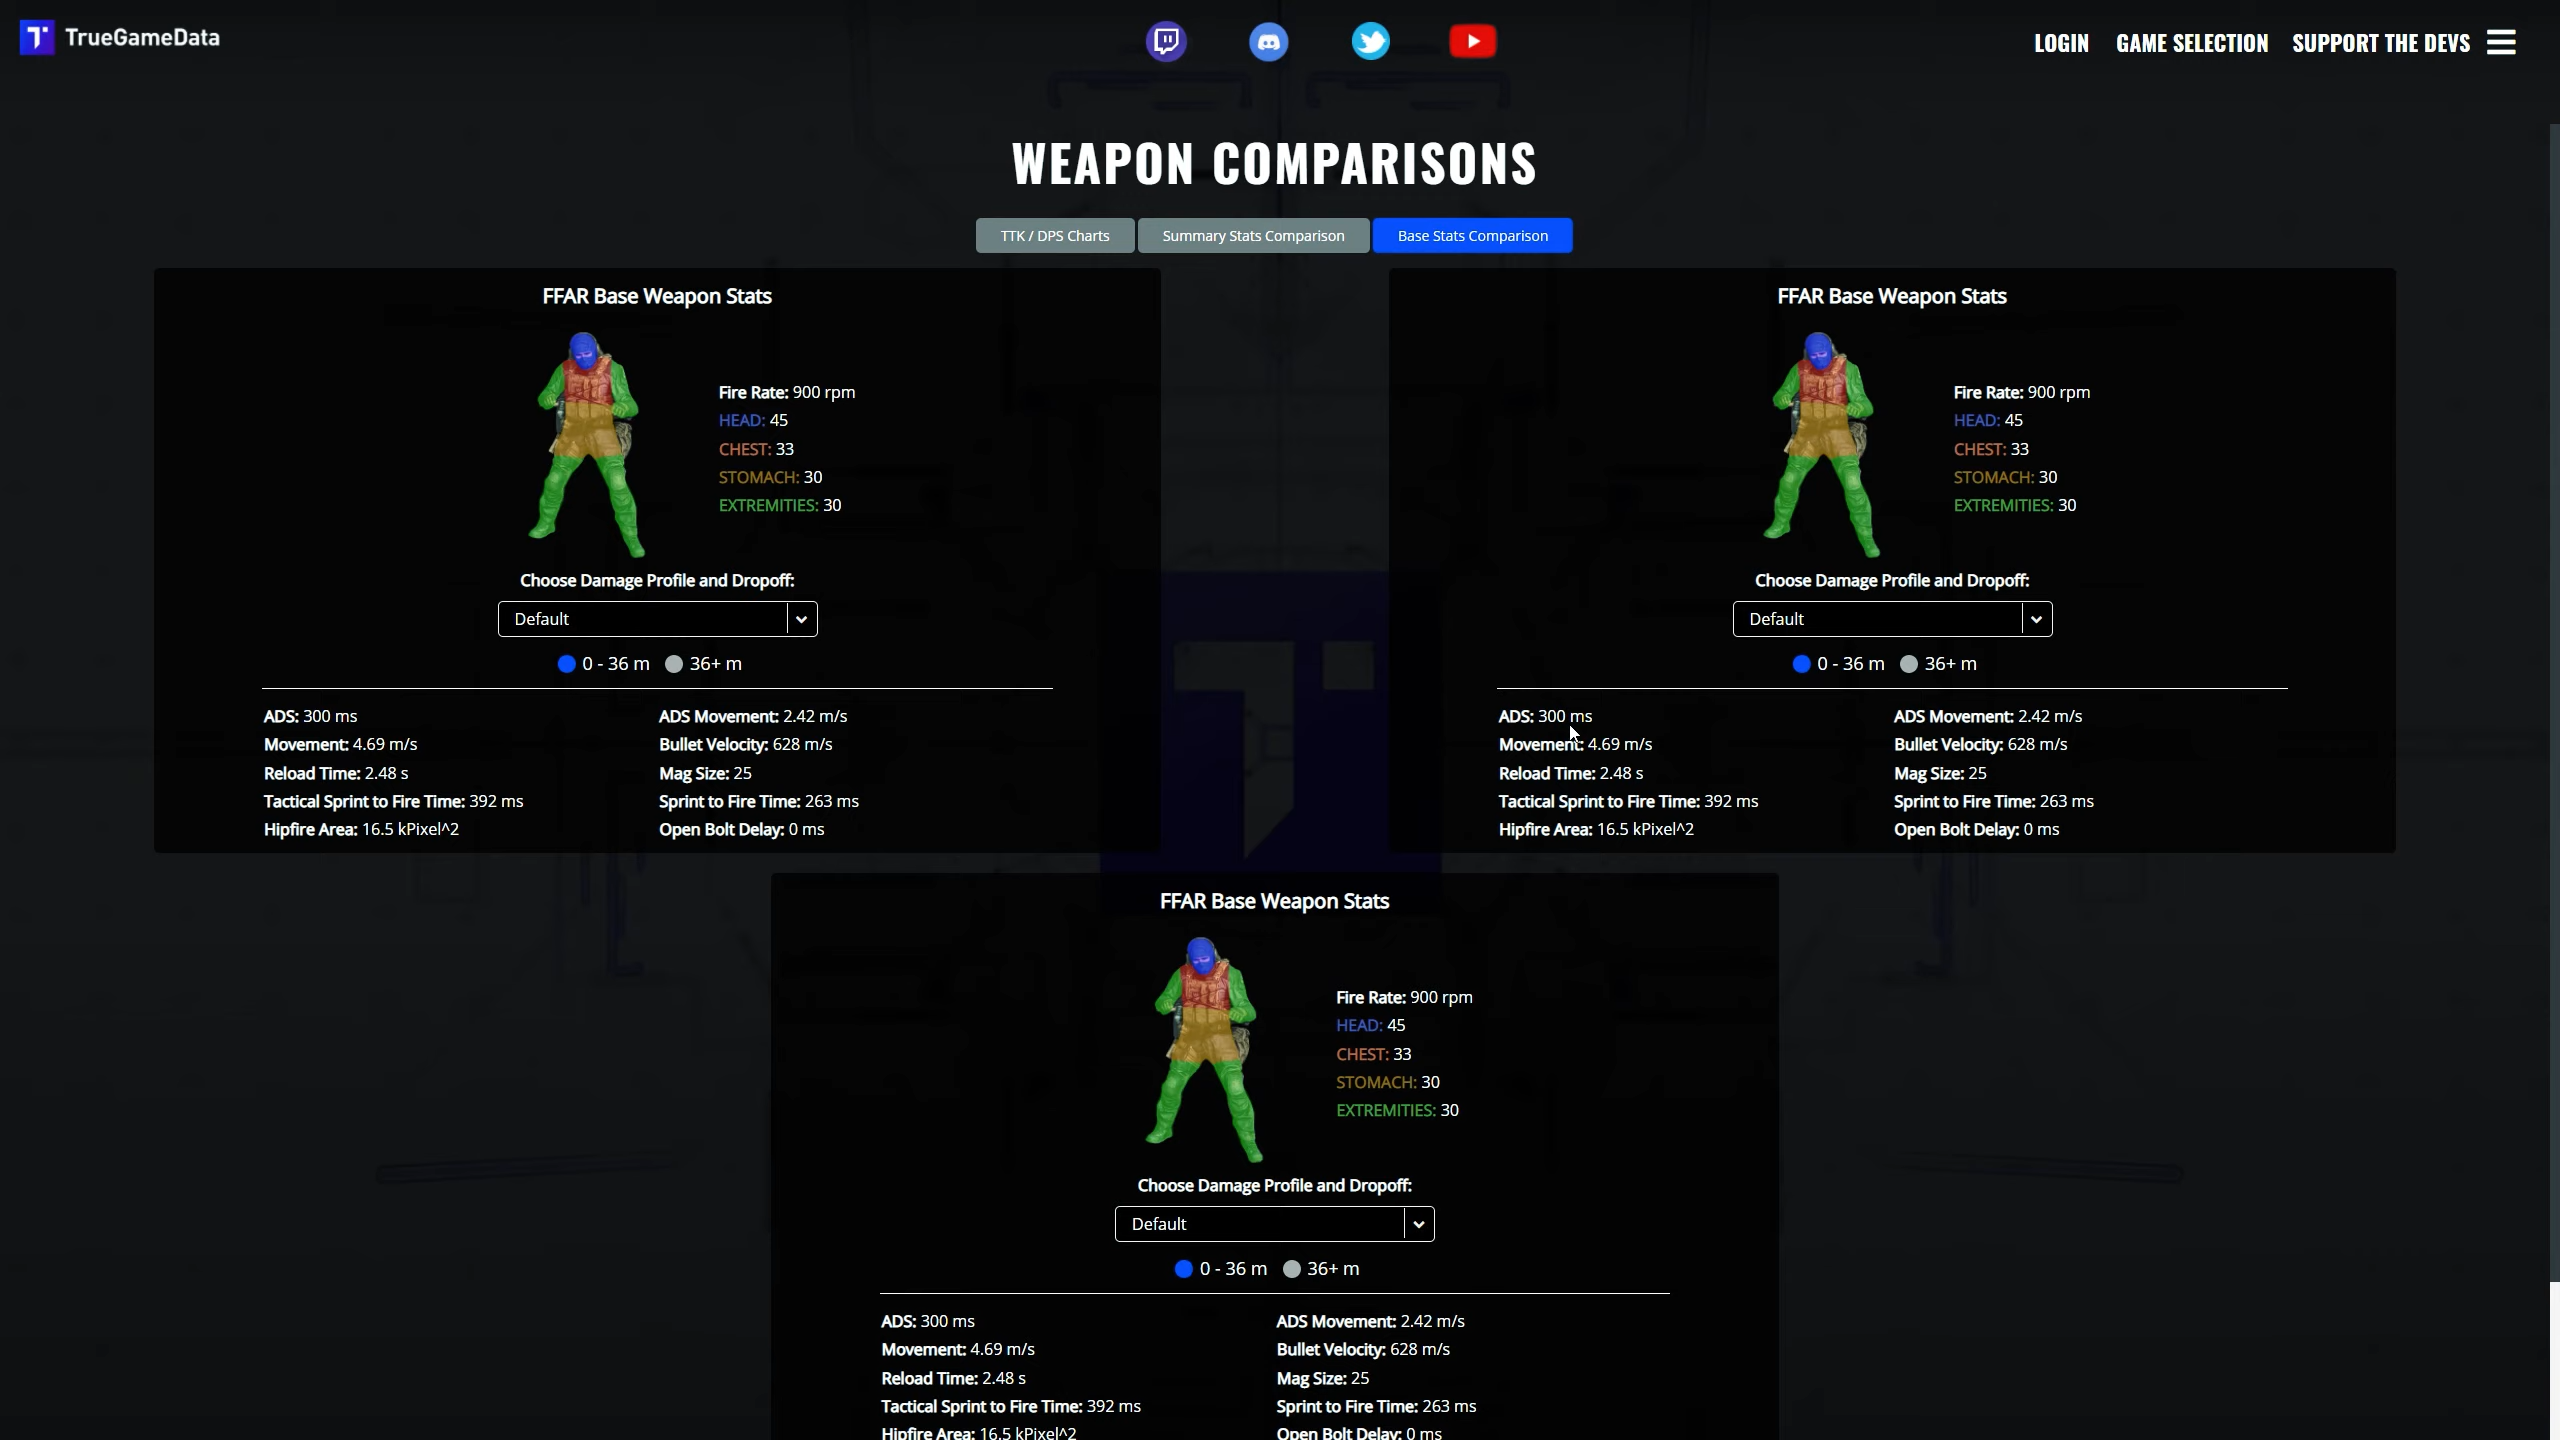 TrueGameData
LOGIN GAME SELECTION SUPPORT THE DEVS
WEAPON COMPARISONS
TTK / DPS Charts Summary Stats Comparison Base Stats Comparison
FFAR Base Weapon Stats
Fire Rate: 900 rpm
HEAD: 45
CHEST: 33
STOMACH: 30
EXTREMITIES: 30
Choose Damage Profile and Dropoff:
Default
0 - 36 m 36+ m
ADS: 300 ms ADS Movement: 2.42 m/s
Movement: 4.69 m/s Bullet Velocity: 628 m/s
Reload Time: 2.48 s Mag Size: 25
Tactical Sprint to Fire Time: 392 ms Sprint to Fire Time: 263 ms
Hipfire Area: 16.5 kPixel^2 Open Bolt Delay: 0 ms
FFAR Base Weapon Stats
Fire Rate: 900 rpm
HEAD: 45
CHEST: 33
STOMACH: 30
EXTREMITIES: 30
Choose Damage Profile and Dropoff:
Default
0 - 36 m 36+ m
ADS: 300 ms ADS Movement: 2.42 m/s
Movement: 4.69 m/s Bullet Velocity: 628 m/s
Reload Time: 2.48 s Mag Size: 25
Tactical Sprint to Fire Time: 392 ms Sprint to Fire Time: 263 ms
Hipfire Area: 16.5 kPixel^2 Open Bolt Delay: 0 ms
FFAR Base Weapon Stats
Fire Rate: 900 rpm
HEAD: 45
CHEST: 33
STOMACH: 30
EXTREMITIES: 30
Choose Damage Profile and Dropoff:
Default
0 - 36 m 36+ m
ADS: 300 ms ADS Movement: 2.42 m/s
Movement: 4.69 m/s Bullet Velocity: 628 m/s
Reload Time: 2.48 s Mag Size: 25
Tactical Sprint to Fire Time: 392 ms Sprint to Fire Time: 263 ms
Hipfire Area: 16.5 kPixel^2 Open Bolt Delay: 0 ms